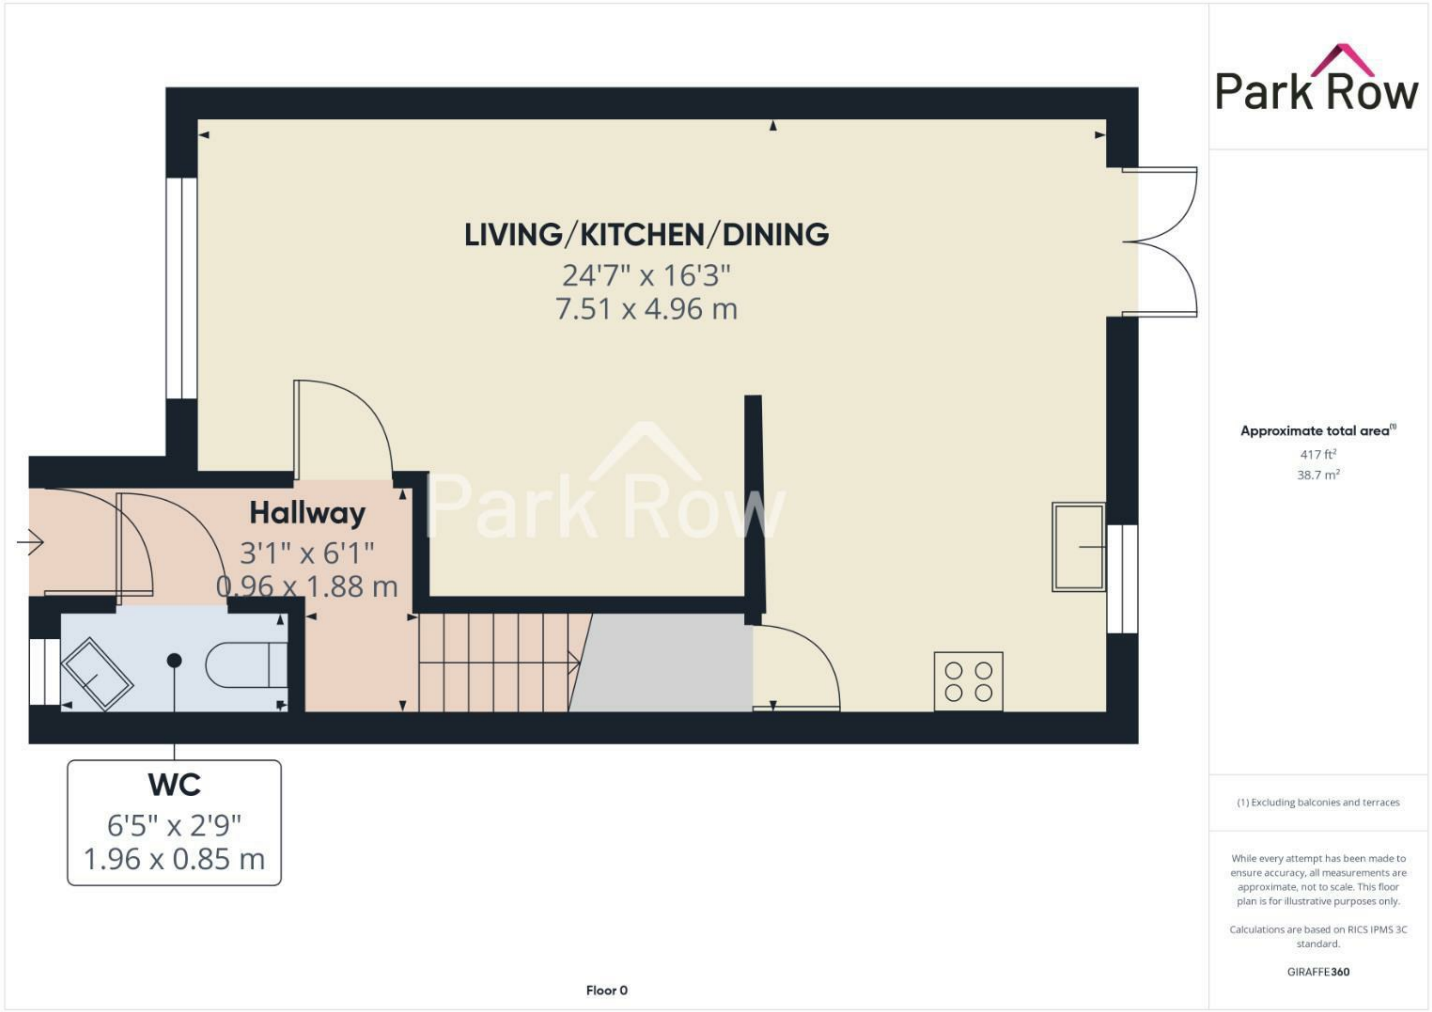 Park Row
LIVING/KITCHEN/DINING
24'7" x 16'3"
7.51 x 4.96 m
Park Row
Hallway
3'1" x 6'1"
0.96 x 1.88 m
WC
6'5" x 2'9"
1.96 x 0.85 m
Floor 0
Approximate total area(1)
417 ft²
38.7 m²
(1) Excluding balconies and terraces
While every attempt has been made to
ensure accuracy, all measurements are
approximate, not to scale. This floor
plan is for illustrative purposes only.
Calculations are based on RICS IPMS 3C
standard.
GIRAFFE360